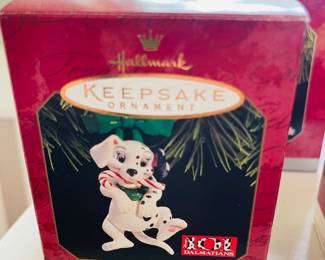 Hallmark
KEEPSAKE
ORNAMENT
101
DALMATIANS